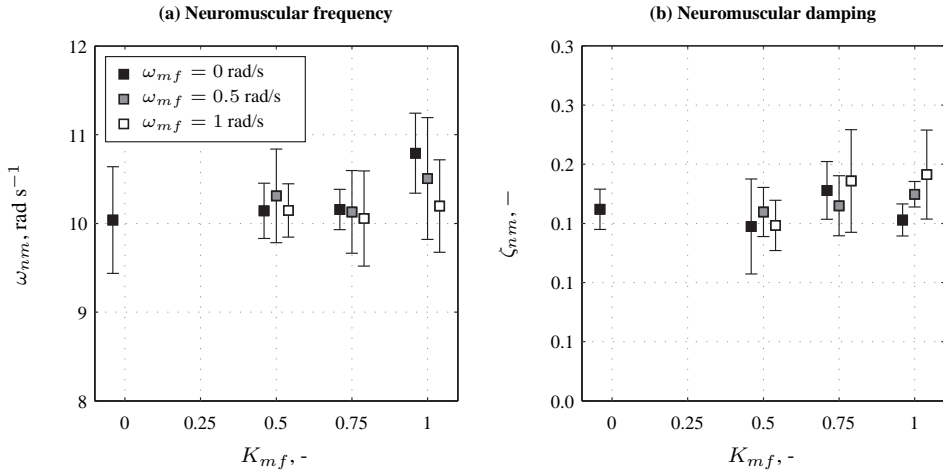 (a) Neuromuscular frequency
12
11
10
9
8
ω_nm, rad s⁻¹
ω_mf = 0 rad/s
ω_mf = 0.5 rad/s
ω_mf = 1 rad/s
0 0.25 0.5 0.75 1
K_mf, -
(b) Neuromuscular damping
0.3
0.3
0.2
0.1
0.1
0.1
0.0
ζ_nm, –
0 0.25 0.5 0.75 1
K_mf, -